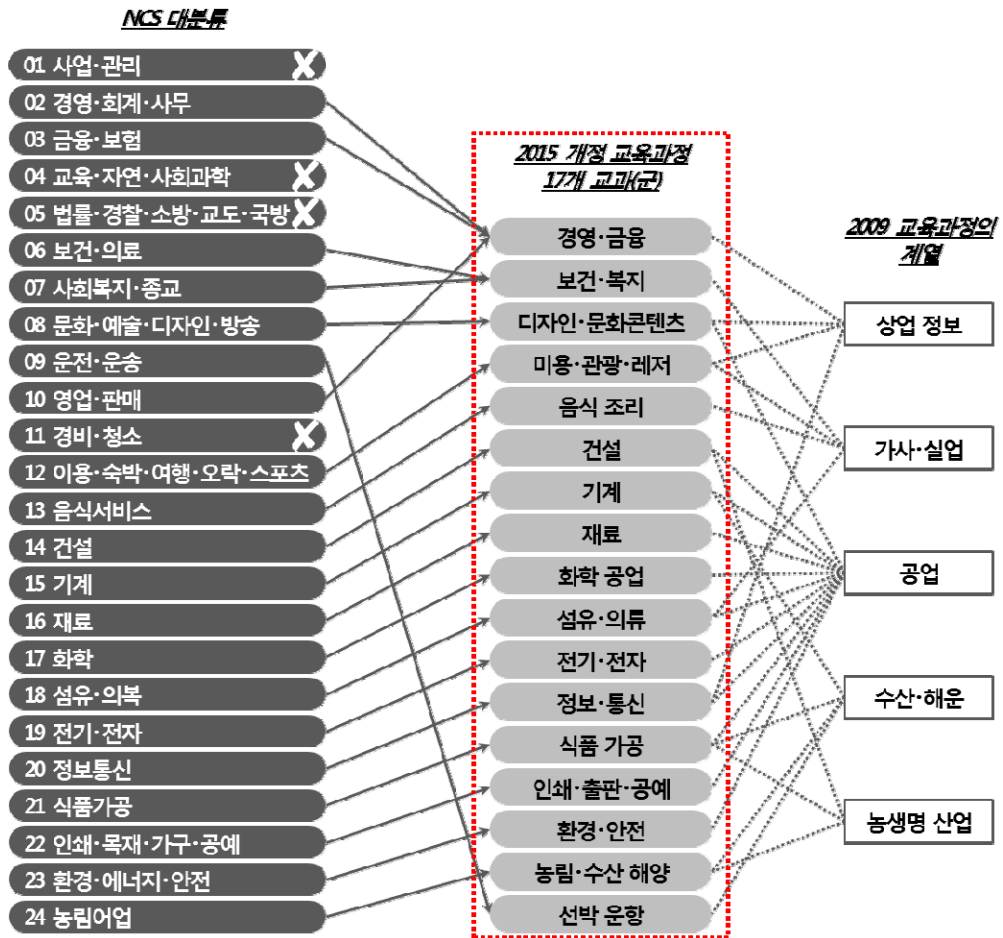 NCS 대분류
01 사업·관리
02 경영·회계·사무
03 금융·보험
04 교육·자연·사회과학
05 법률·경찰·소방·교도·국방
06 보건·의료
07 사회복지·종교
08 문화·예술·디자인·방송
09 운전·운송
10 영업·판매
11 경비·청소
12 이용·숙박·여행·오락·스포츠
13 음식서비스
14 건설
15 기계
16 재료
17 화학
18 섬유·의복
19 전기·전자
20 정보통신
21 식품가공
22 인쇄·목재·가구·공예
23 환경·에너지·안전
24 농림어업
2015 개정 교육과정
17개 교과(군)
경영·금융
보건·복지
디자인·문화콘텐츠
미용·관광·레저
음식 조리
건설
기계
재료
화학 공업
섬유·의류
전기·전자
정보·통신
식품 가공
인쇄·출판·공예
환경·안전
농림·수산 해양
선박 운항
2009 교육과정의
계열
상업 정보
가사·실업
공업
수산·해운
농생명 산업